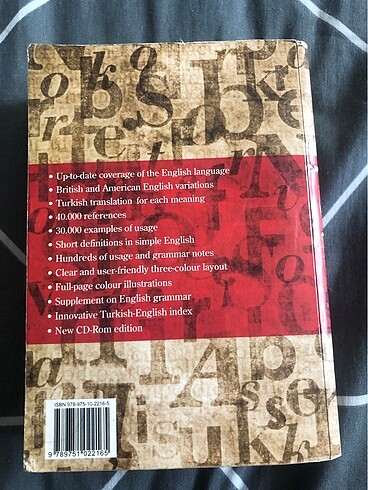 • Up-to-date coverage of the English language
• British and American English variations
• Turkish translation for each meaning
• 40.000 references
• 30.000 examples of usage
• Short definitions in simple English
• Hundreds of usage and grammar notes
• Clear and user-friendly three-colour layout
• Full-page colour illustrations
• Supplement on English grammar
• Innovative Turkish-English index
• New CD-Rom edition
ISBN 978-975-10-2216-5
9 789751 022165